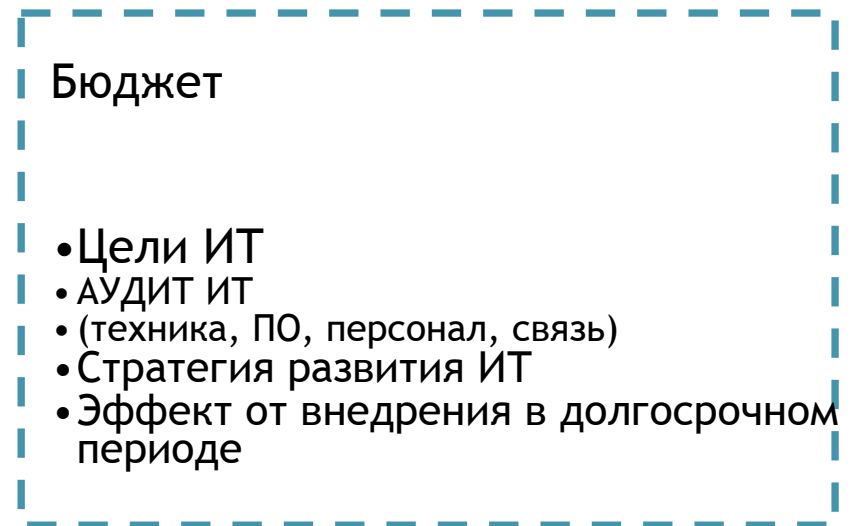 Бюджет
•Цели ИТ
•АУДИТ ИТ
•(техника, ПО, персонал, связь)
•Стратегия развития ИТ
•Эффект от внедрения в долгосрочном
периоде